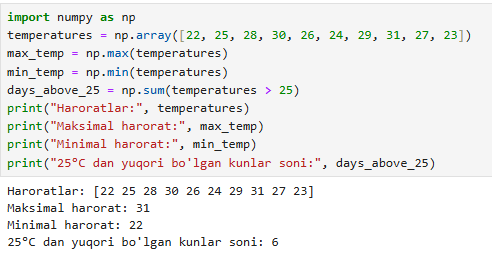 import numpy as np
temperatures = np.array([22, 25, 28, 30, 26, 24, 29, 31, 27, 23])
max_temp = np.max(temperatures)
min_temp = np.min(temperatures)
days_above_25 = np.sum(temperatures > 25)
print("Haroratlar:", temperatures)
print("Maksimal harorat:", max_temp)
print("Minimal harorat:", min_temp)
print("25°C dan yuqori bo'lgan kunlar soni:", days_above_25)
Haroratlar: [22 25 28 30 26 24 29 31 27 23]
Maksimal harorat: 31
Minimal harorat: 22
25°C dan yuqori bo'lgan kunlar soni: 6